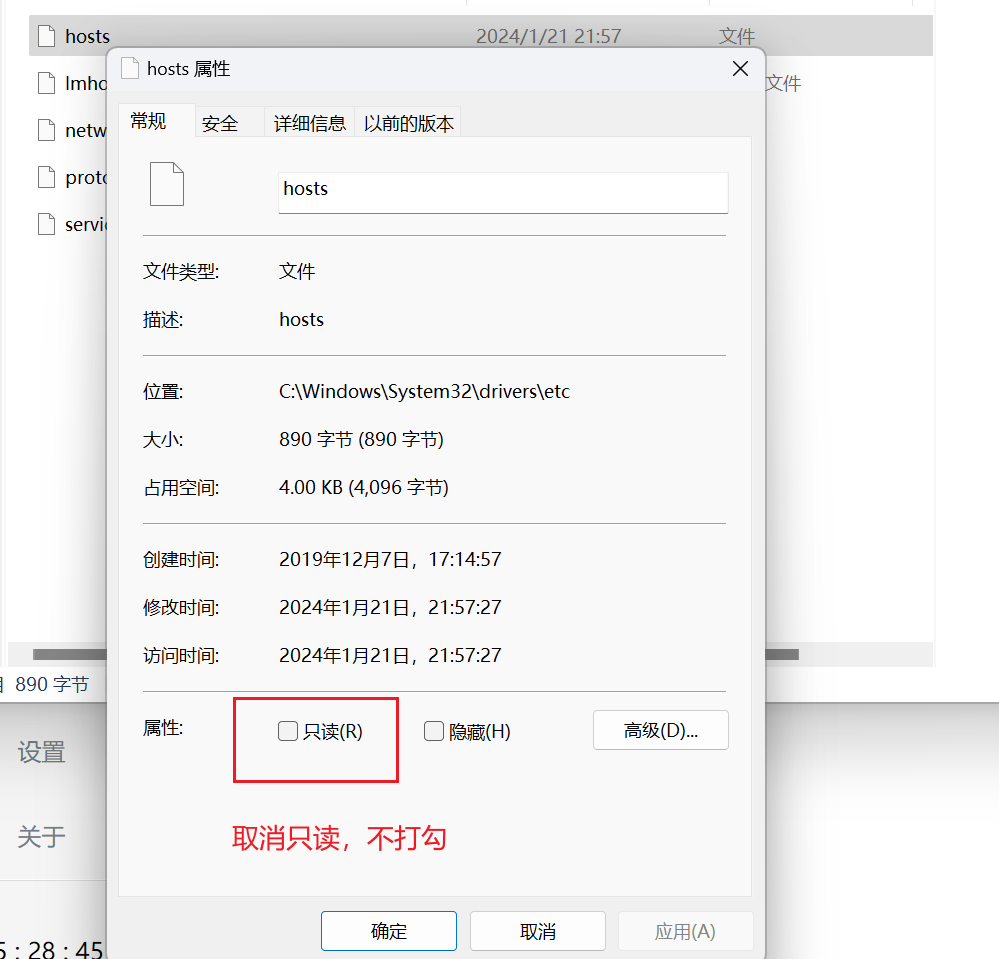 hosts 2024/1/21 21:57 文件
hosts 属性
文件
常规 安全 详细信息 以前的版本
hosts
文件类型: 文件
描述: hosts
位置: C:\Windows\System32\drivers\etc
大小: 890 字节 (890 字节)
占用空间: 4.00 KB (4,096 字节)
创建时间: 2019年12月7日，17:14:57
修改时间: 2024年1月21日，21:57:27
访问时间: 2024年1月21日，21:57:27
890 字节
属性: 只读(R) 隐藏(H) 高级(D)...
设置
关于
取消只读，不打勾
确定 取消 应用(A)
: 28 : 45